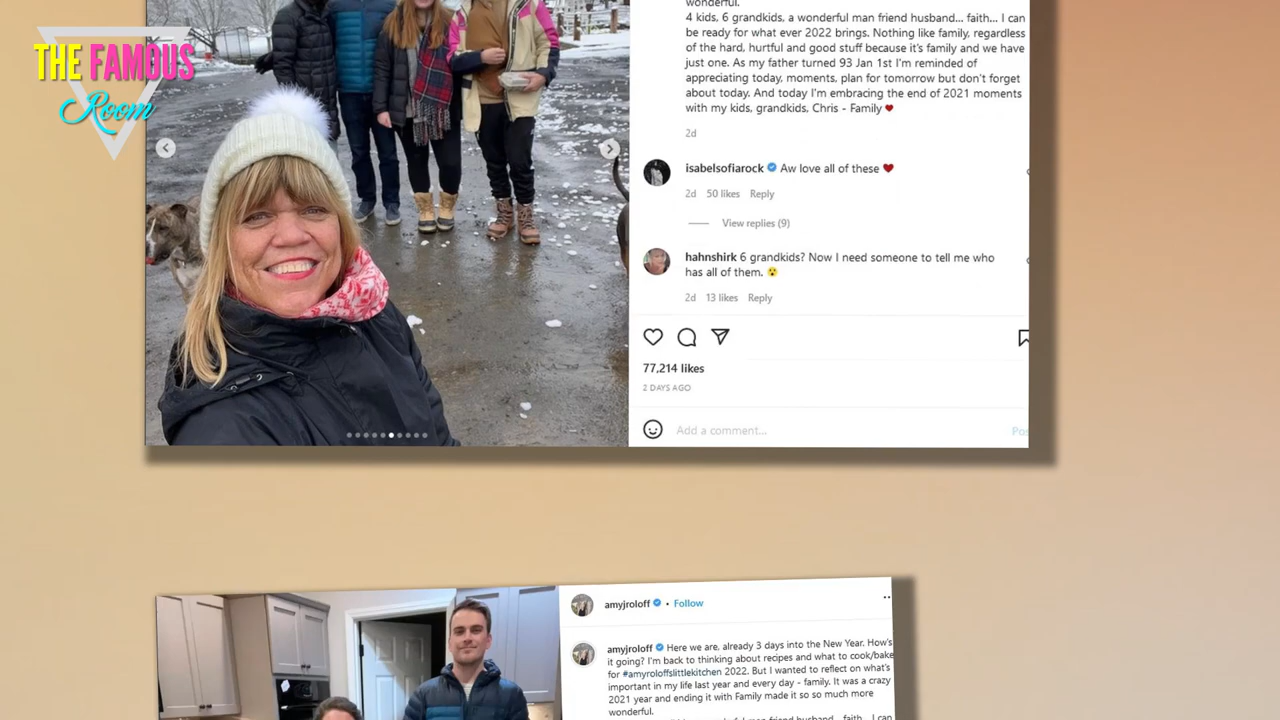 THE FAMOUS
Room
wonderful.
4 kids, 6 grandkids, a wonderful man friend husband... faith... I can
be ready for what ever 2022 brings. Nothing like family, regardless
of the hard, hurtful and good stuff because it's family and we have
just one. As my father turned 93 Jan 1st I'm reminded of
appreciating today, moments, plan for tomorrow but don't forget
about today. And today I'm embracing the end of 2021 moments
with my kids, grandkids, Chris - Family ❤
2d
isabelsofiarock Aw love all of these ❤
2d 50 likes Reply
View replies (9)
hahnshirk 6 grandkids? Now I need someone to tell me who
has all of them. 😮
2d 13 likes Reply
77,214 likes
2 DAYS AGO
Add a comment...
amyjroloff • Follow
amyjroloff Here we are, already 3 days into the New Year. How's
it going? I'm back to thinking about recipes and what to cook/bake
for #amyroloffslittlekitchen 2022. But I wanted to reflect on what's
important in my life last year and every day - family. It was a crazy
2021 year and ending it with Family made it so so much more
wonderful.
man friend husband... faith... I can